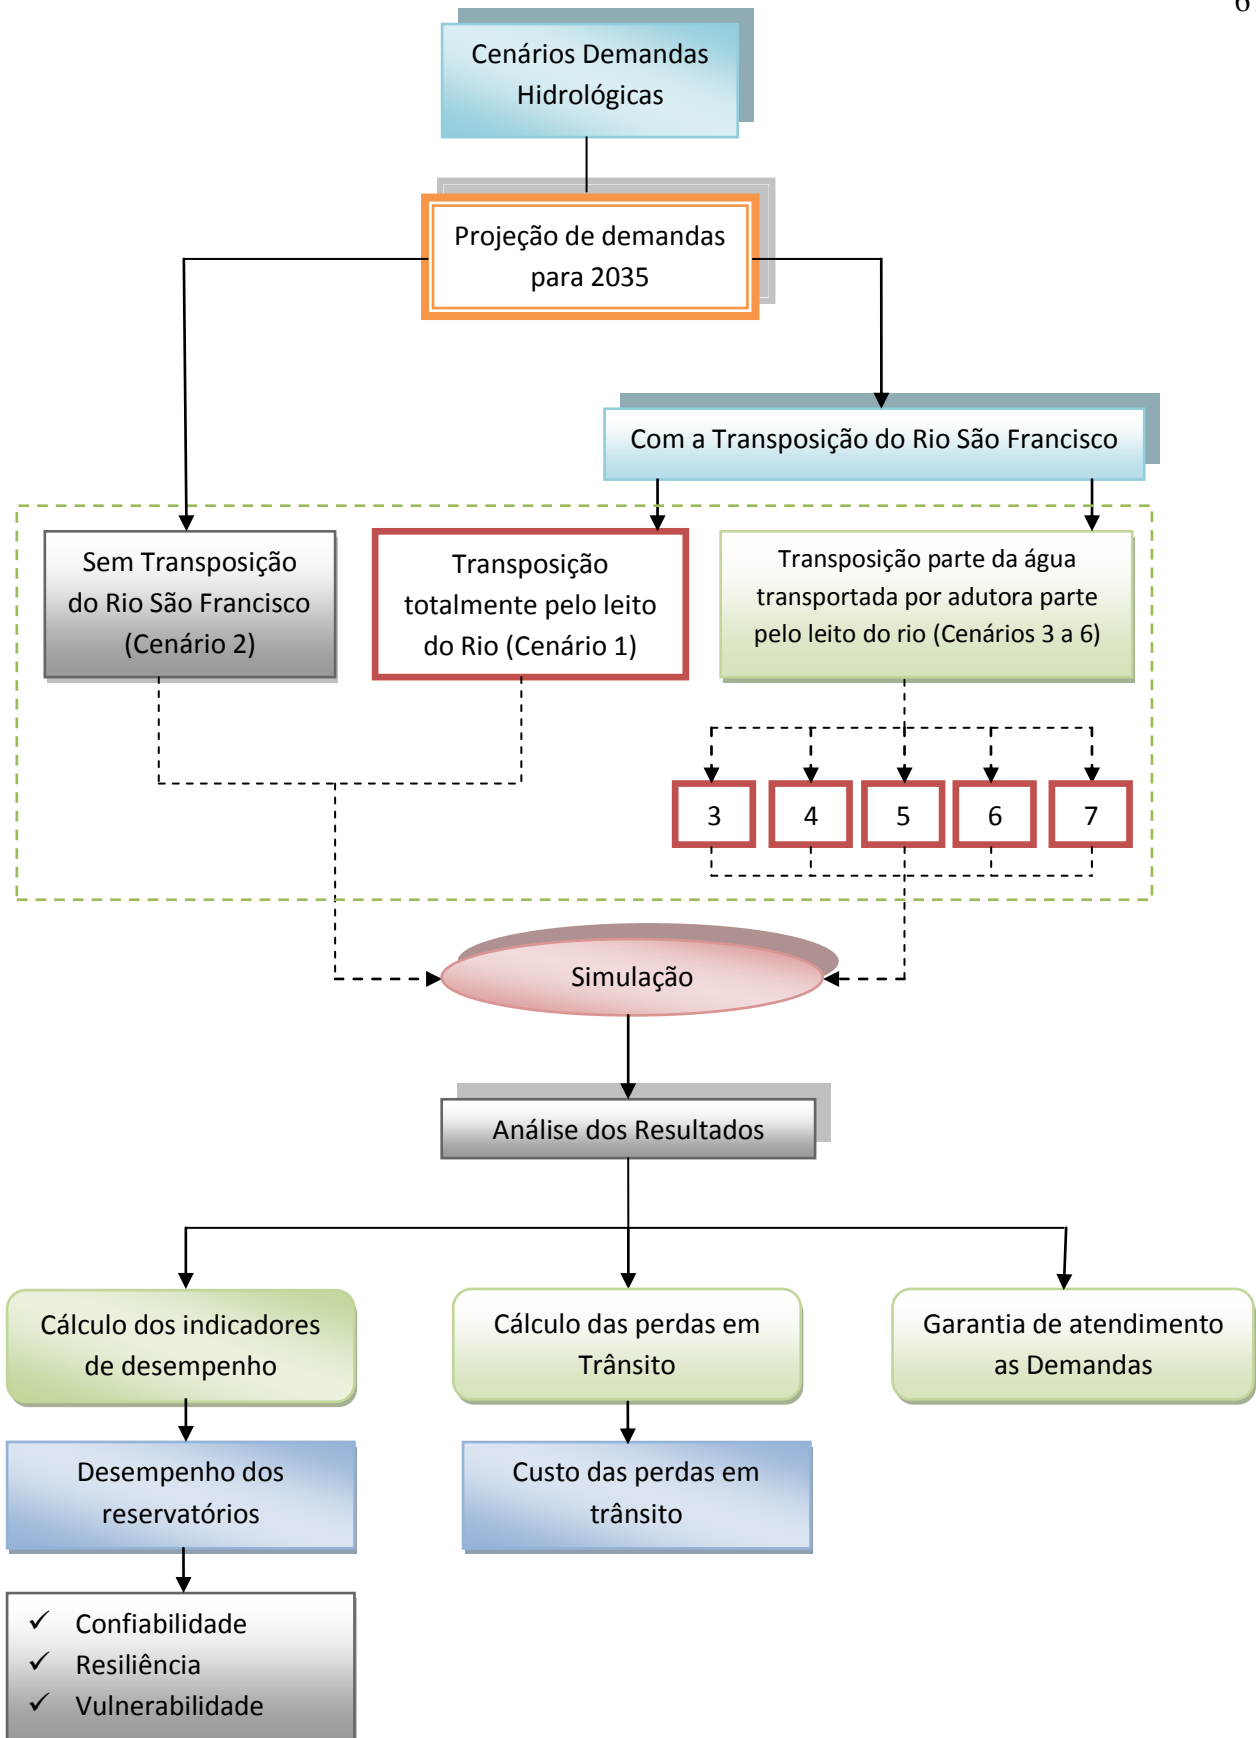 6
Cenários Demandas
Hidrológicas
Projeção de demandas
para 2035
Com a Transposição do Rio São Francisco
Sem Transposição
do Rio São Francisco
(Cenário 2)
Transposição
totalmente pelo leito
do Rio (Cenário 1)
Transposição parte da água
transportada por adutora parte
pelo leito do rio (Cenários 3 a 6)
3
4
5
6
7
Simulação
Análise dos Resultados
Cálculo dos indicadores
de desempenho
Cálculo das perdas em
Trânsito
Garantia de atendimento
as Demandas
Desempenho dos
reservatórios
Custo das perdas em
trânsito
✓ Confiabilidade
✓ Resiliência
✓ Vulnerabilidade